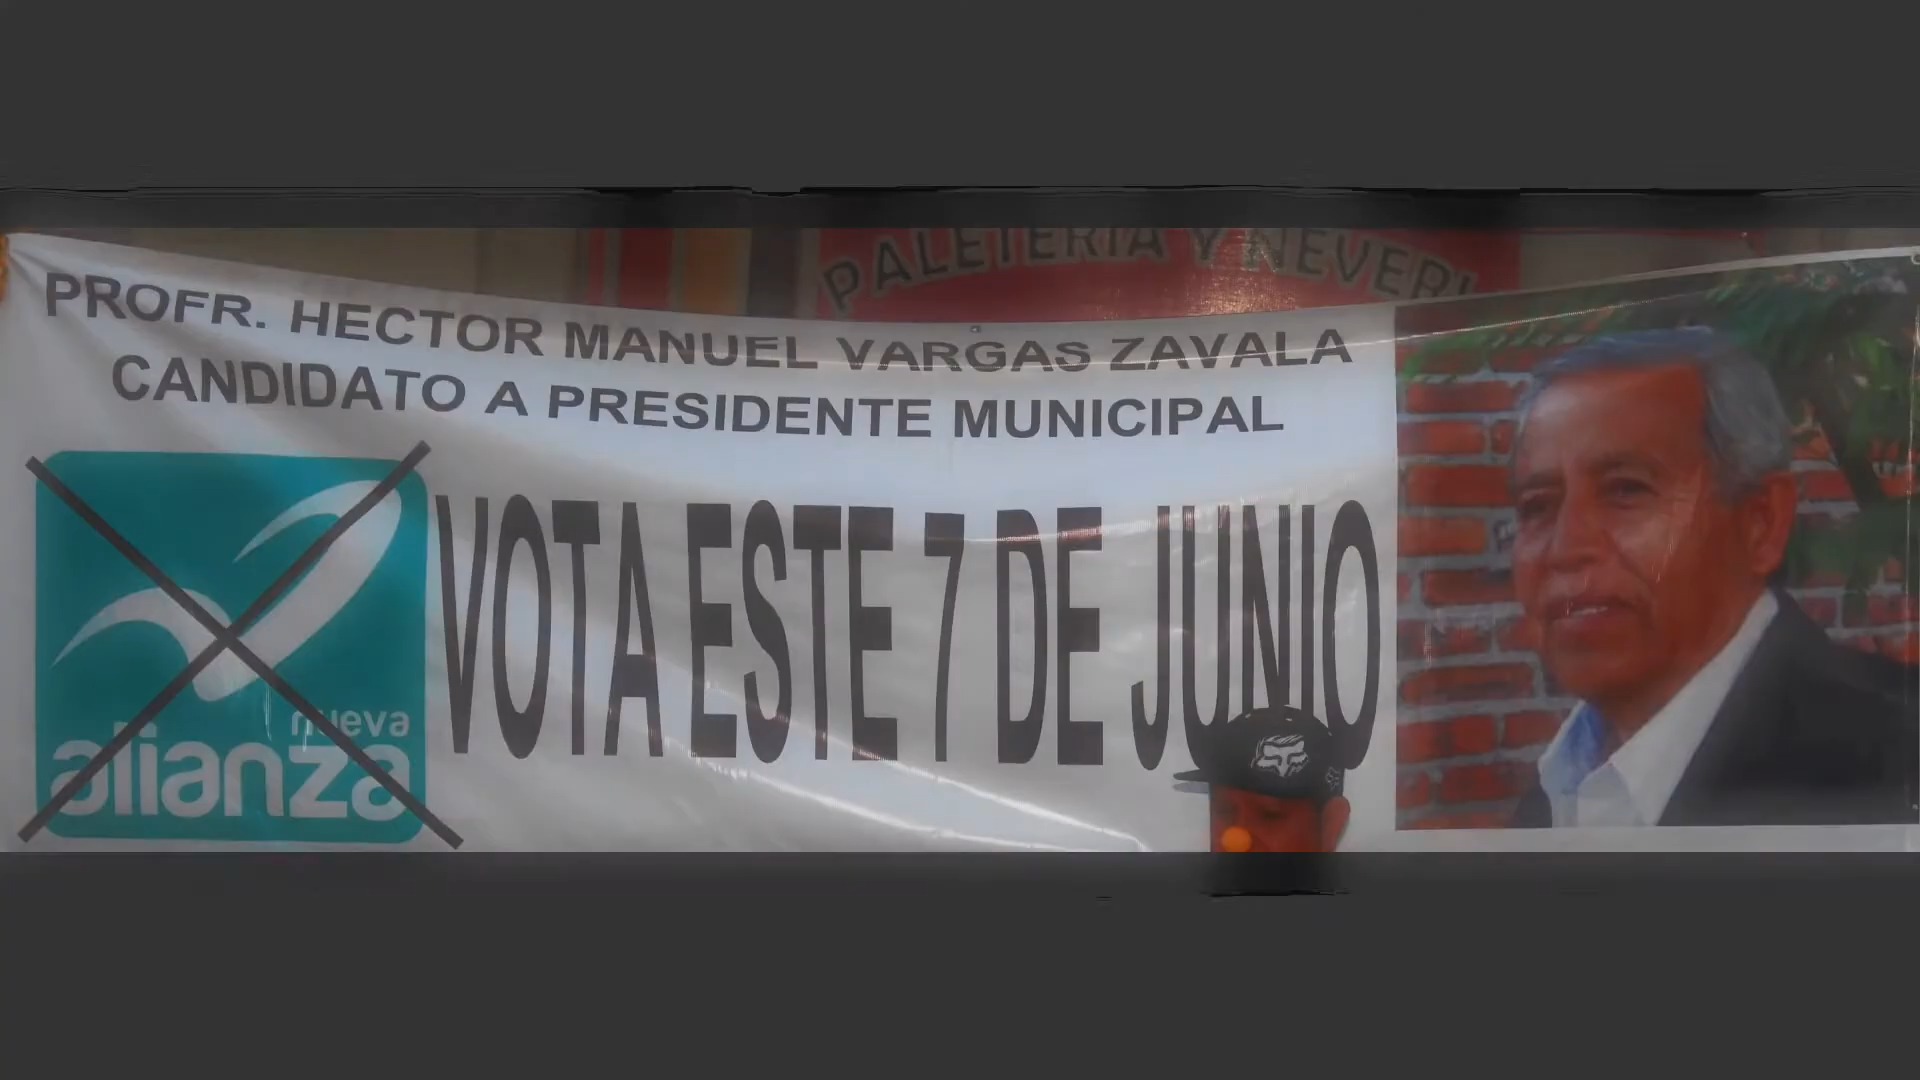 PALETERIA Y NEVERI
PROFR. HECTOR MANUEL VARGAS ZAVALA
CANDIDATO A PRESIDENTE MUNICIPAL
VOTA ESTE 7 DE JUNIO
nueva
alianza